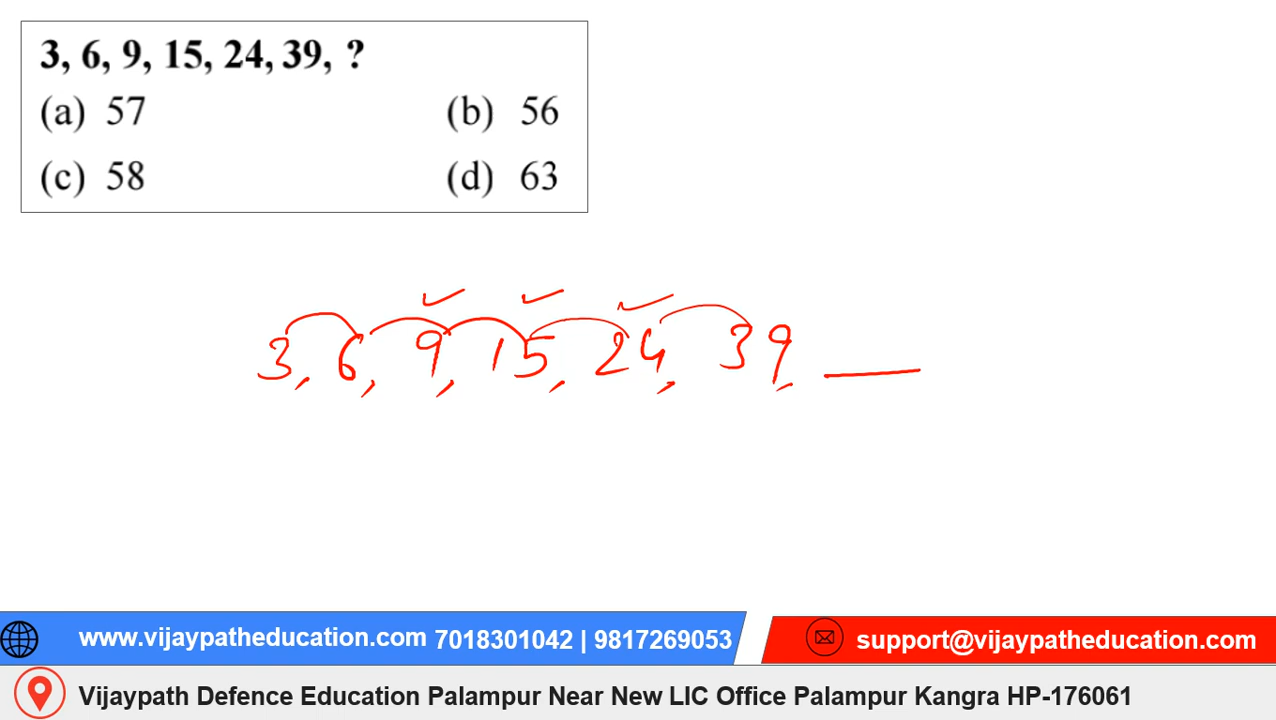 3, 6, 9, 15, 24, 39, ?
(a) 57 (b) 56
(c) 58 (d) 63
3, 6, 9, 15, 24, 39, ___
www.vijaypatheducation.com 7018301042 | 9817269053 support@vijaypatheducation.com
Vijaypath Defence Education Palampur Near New LIC Office Palampur Kangra HP-176061